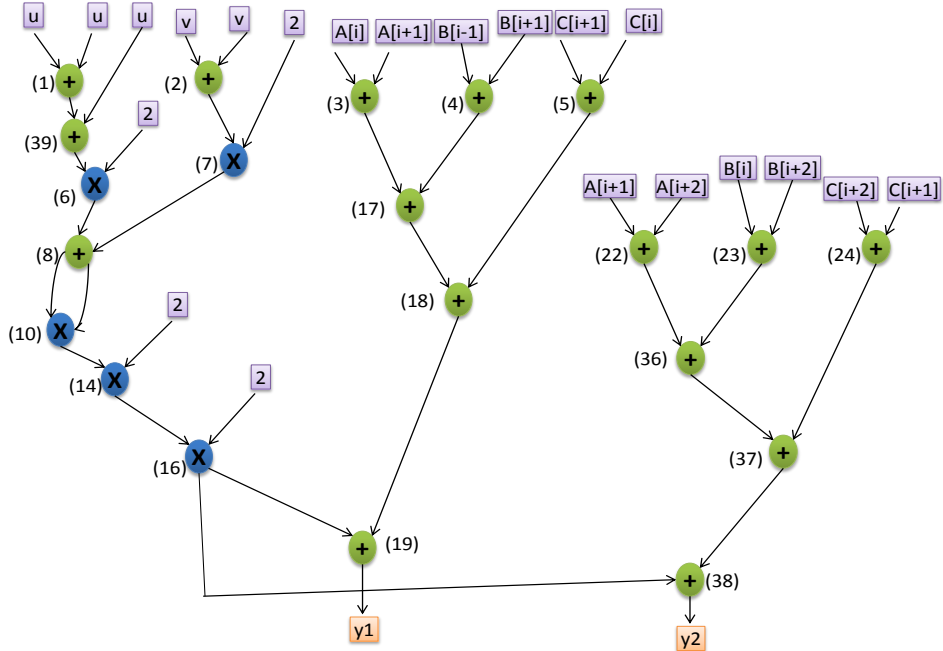 u u u v v 2 A[i] A[i+1] B[i-1] B[i+1] C[i+1] C[i]
(1) + (2) + (3) + (4) + (5) +
(39) + 2
(6) X (7) X
A[i+1] A[i+2] B[i] B[i+2] C[i+2] C[i+1]
(17) +
(8) + (22) + (23) + (24) +
(18) +
2
(10) X
(36) +
(14) X 2
(16) X (37) +
+ (19)
+ (38)
y1 y2